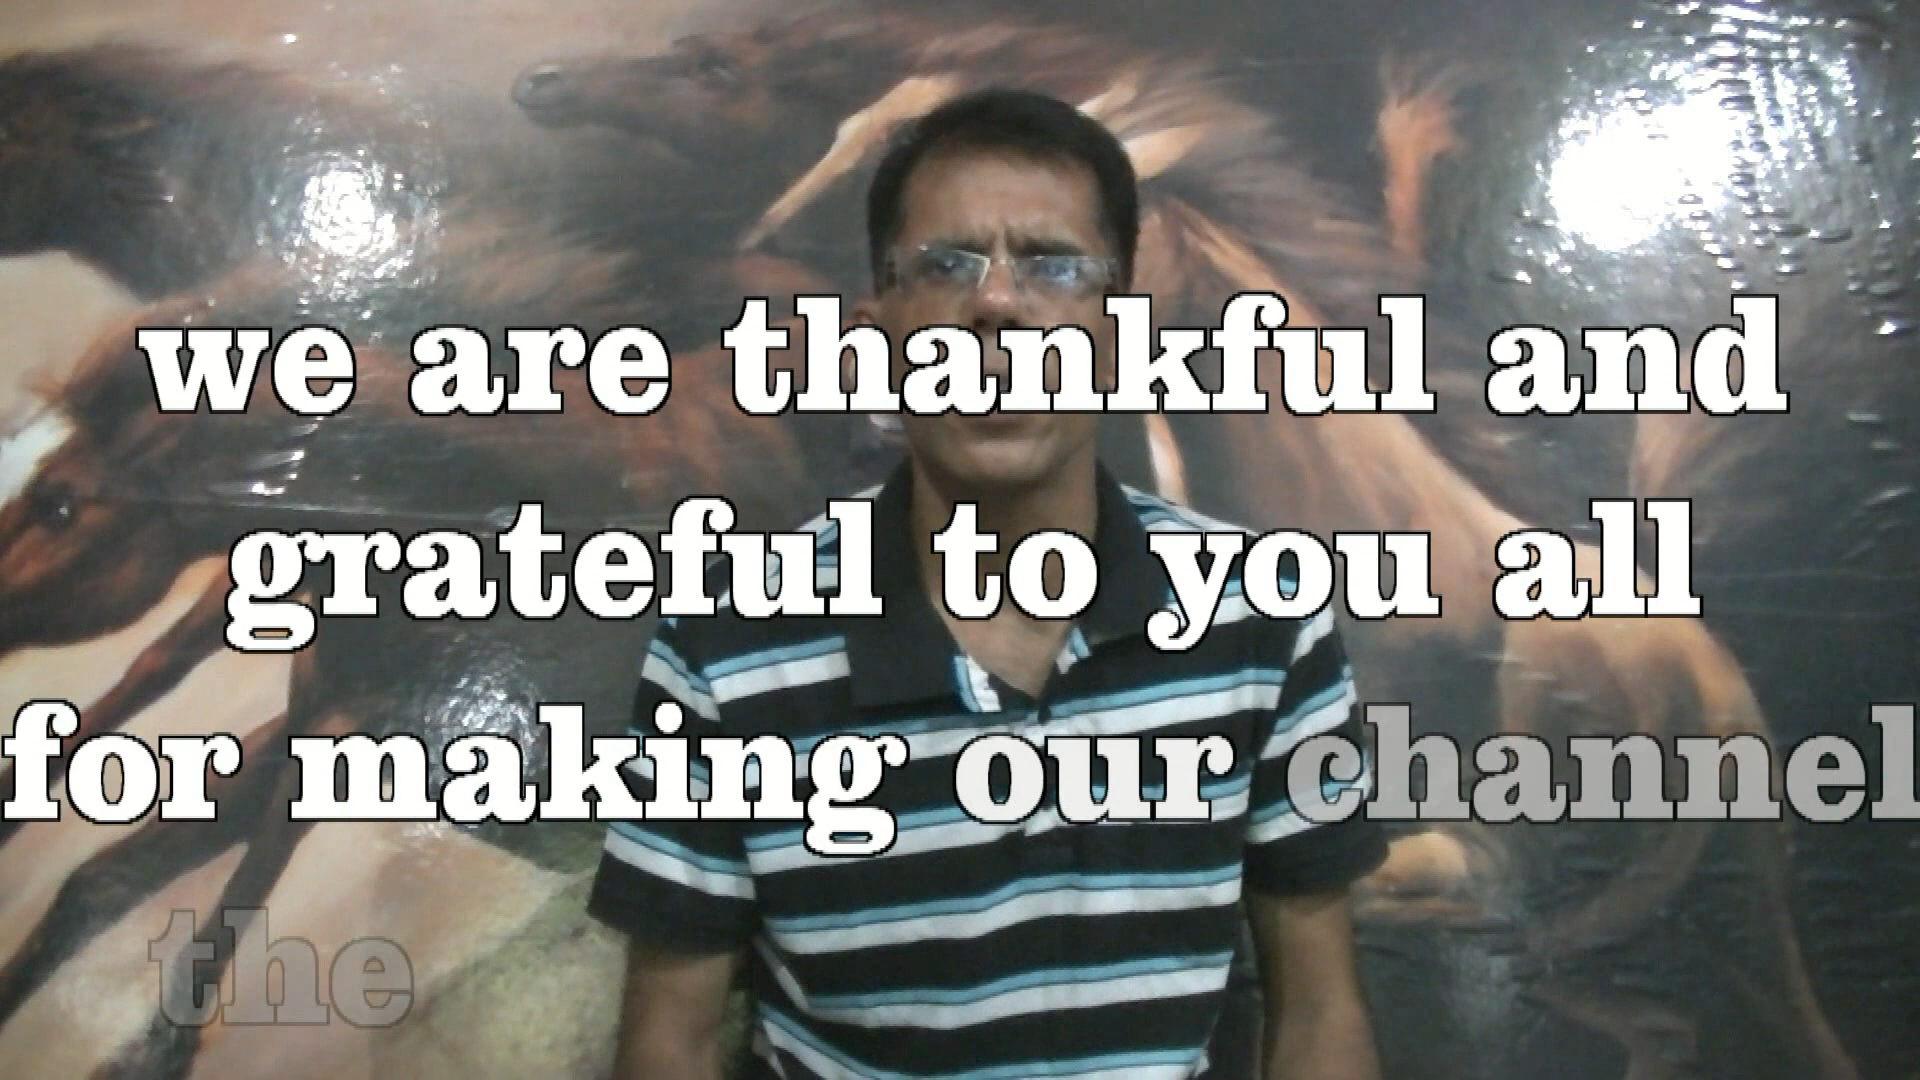 we are thankful and
grateful to you all
for making our channel
the